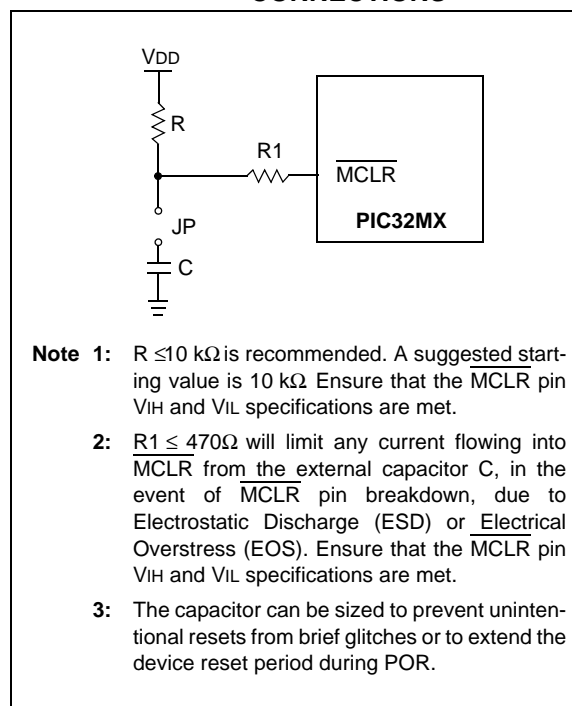 VDD
R
R1
MCLR
JP
PIC32MX
C
Note 1: R ≤10 kΩ is recommended. A suggested start-
ing value is 10 kΩ. Ensure that the MCLR pin
VIH and VIL specifications are met.
2: R1 ≤ 470Ω will limit any current flowing into
MCLR from the external capacitor C, in the
event of MCLR pin breakdown, due to
Electrostatic Discharge (ESD) or Electrical
Overstress (EOS). Ensure that the MCLR pin
VIH and VIL specifications are met.
3: The capacitor can be sized to prevent uninten-
tional resets from brief glitches or to extend the
device reset period during POR.